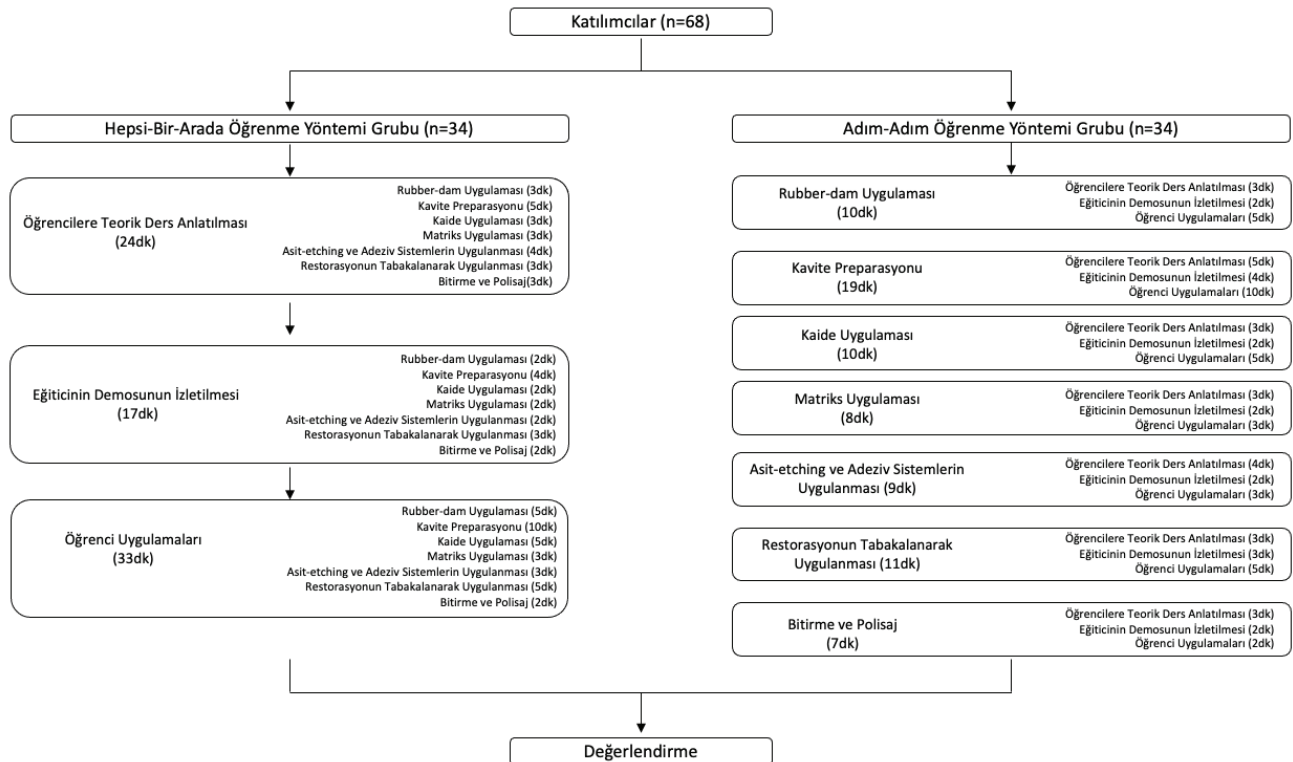 Katılımcılar (n=68)
Hepsi-Bir-Arada Öğrenme Yöntemi Grubu (n=34)
Öğrencilere Teorik Ders Anlatılması
(24dk)
Rubber-dam Uygulaması (3dk)
Kavite Preparasyonu (5dk)
Kaide Uygulaması (3dk)
Matriks Uygulaması (3dk)
Asit-etching ve Adeziv Sistemlerin Uygulanması (4dk)
Restorasyonun Tabakalanarak Uygulanması (3dk)
Bitirme ve Polisaj(3dk)
Eğiticinin Demosunun İzletilmesi
(17dk)
Rubber-dam Uygulaması (2dk)
Kavite Preparasyonu (4dk)
Kaide Uygulaması (2dk)
Matriks Uygulaması (2dk)
Asit-etching ve Adeziv Sistemlerin Uygulanması (2dk)
Restorasyonun Tabakalanarak Uygulanması (3dk)
Bitirme ve Polisaj (2dk)
Öğrenci Uygulamaları
(33dk)
Rubber-dam Uygulaması (5dk)
Kavite Preparasyonu (10dk)
Kaide Uygulaması (5dk)
Matriks Uygulaması (3dk)
Asit-etching ve Adeziv Sistemlerin Uygulanması (3dk)
Restorasyonun Tabakalanarak Uygulanması (5dk)
Bitirme ve Polisaj (2dk)
Adım-Adım Öğrenme Yöntemi Grubu (n=34)
Rubber-dam Uygulaması
(10dk)
Öğrencilere Teorik Ders Anlatılması (3dk)
Eğiticinin Demosunun İzletilmesi (2dk)
Öğrenci Uygulamaları (5dk)
Kavite Preparasyonu
(19dk)
Öğrencilere Teorik Ders Anlatılması (5dk)
Eğiticinin Demosunun İzletilmesi (4dk)
Öğrenci Uygulamaları (10dk)
Kaide Uygulaması
(10dk)
Öğrencilere Teorik Ders Anlatılması (3dk)
Eğiticinin Demosunun İzletilmesi (2dk)
Öğrenci Uygulamaları (5dk)
Matriks Uygulaması
(8dk)
Öğrencilere Teorik Ders Anlatılması (3dk)
Eğiticinin Demosunun İzletilmesi (2dk)
Öğrenci Uygulamaları (3dk)
Asit-etching ve Adeziv Sistemlerin
Uygulanması (9dk)
Öğrencilere Teorik Ders Anlatılması (4dk)
Eğiticinin Demosunun İzletilmesi (2dk)
Öğrenci Uygulamaları (3dk)
Restorasyonun Tabakalanarak
Uygulanması (11dk)
Öğrencilere Teorik Ders Anlatılması (3dk)
Eğiticinin Demosunun İzletilmesi (3dk)
Öğrenci Uygulamaları (5dk)
Bitirme ve Polisaj
(7dk)
Öğrencilere Teorik Ders Anlatılması (3dk)
Eğiticinin Demosunun İzletilmesi (2dk)
Öğrenci Uygulamaları (2dk)
Değerlendirme